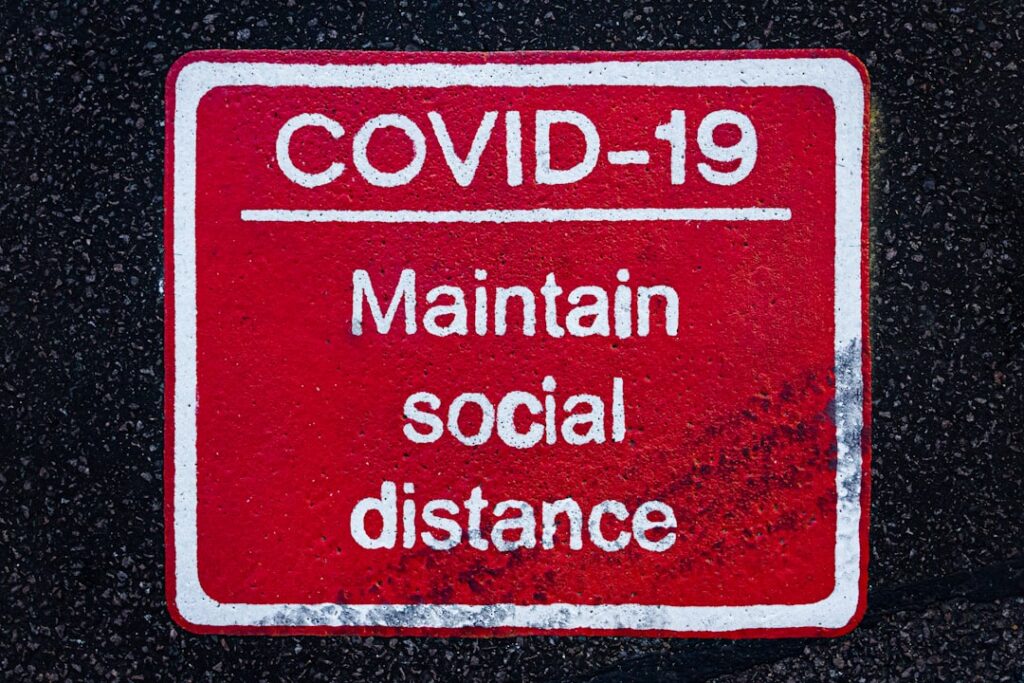 COVID-19
Maintain
social
distance